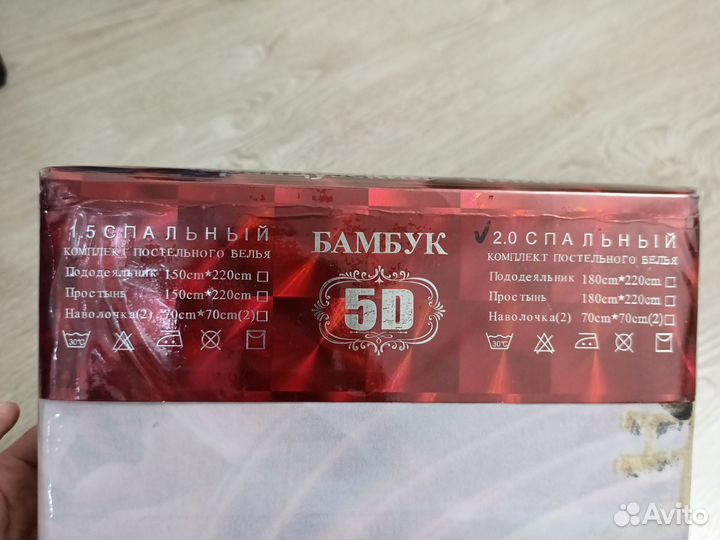 1.5 СПАЛЬНЫЙ
КОМПЛЕКТ ПОСТЕЛЬНОГО БЕЛЬЯ
Пододеяльник 150cm*220cm
Простынь 150cm*220cm
Наволочка(2) 70cm*70cm(2)
30°C
БАМБУК
5D
2.0 СПАЛЬНЫЙ
КОМПЛЕКТ ПОСТЕЛЬНОГО БЕЛЬЯ
Пододеяльник 180cm*220cm
Простынь 180cm*220cm
Наволочка(2) 70cm*70cm(2)
30°C
Avito